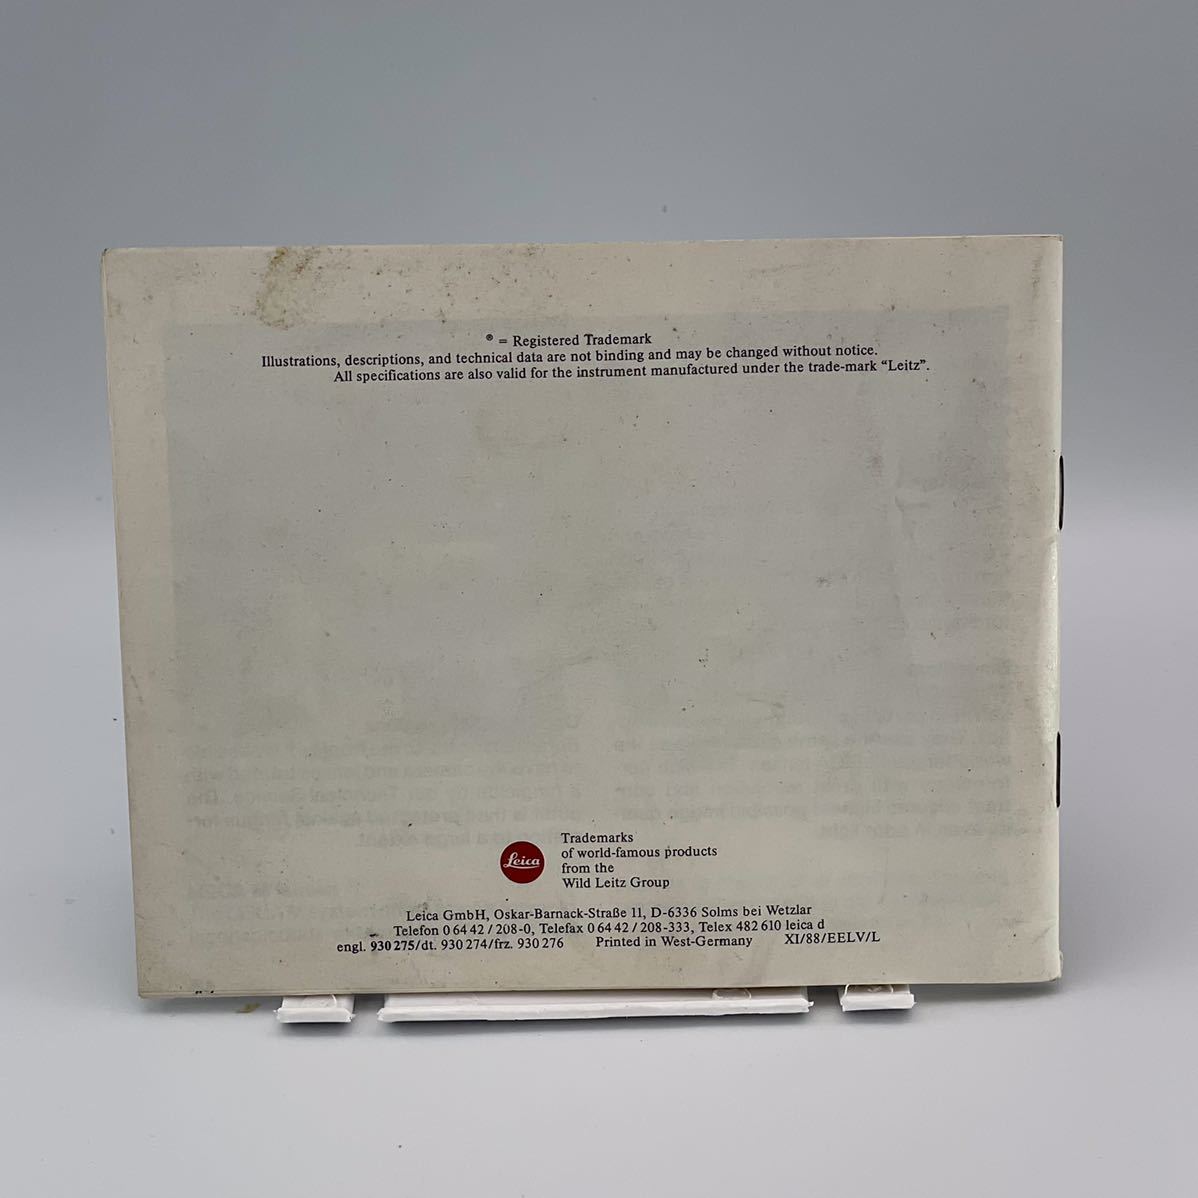 ® = Registered Trademark
Illustrations, descriptions, and technical data are not binding and may be changed without notice.
All specifications are also valid for the instrument manufactured under the trade-mark “Leitz”.
Leica
Trademarks
of world-famous products
from the
Wild Leitz Group
Leica GmbH, Oskar-Barnack-Straße 11, D-6336 Solms bei Wetzlar
Telefon 0 64 42 / 208-0, Telefax 0 64 42 / 208-333, Telex 482 610 leica d
engl. 930 275/dt. 930 274/frz. 930 276 Printed in West-Germany XI/88/EELV/L